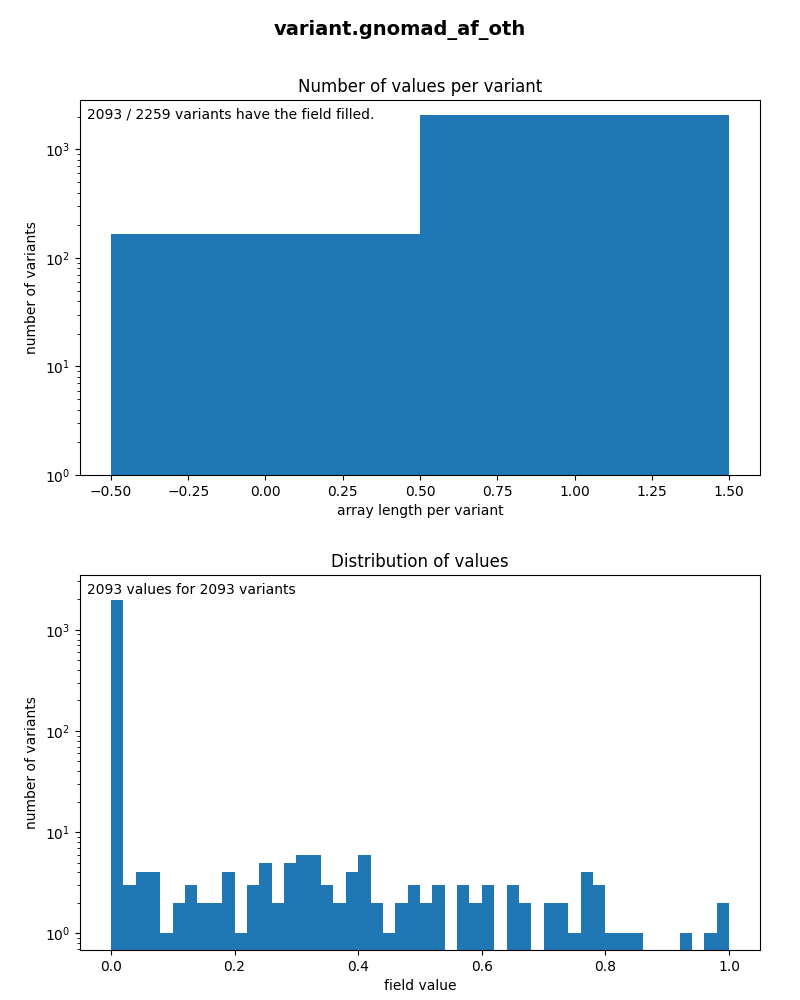 variant.gnomad_af_oth
Number of values per variant
2093 / 2259 variants have the field filled.
number of variants
10³
10²
10¹
10⁰
−0.50 −0.25 0.00 0.25 0.50 0.75 1.00 1.25 1.50
array length per variant
Distribution of values
2093 values for 2093 variants
number of variants
10³
10²
10¹
10⁰
0.0 0.2 0.4 0.6 0.8 1.0
field value